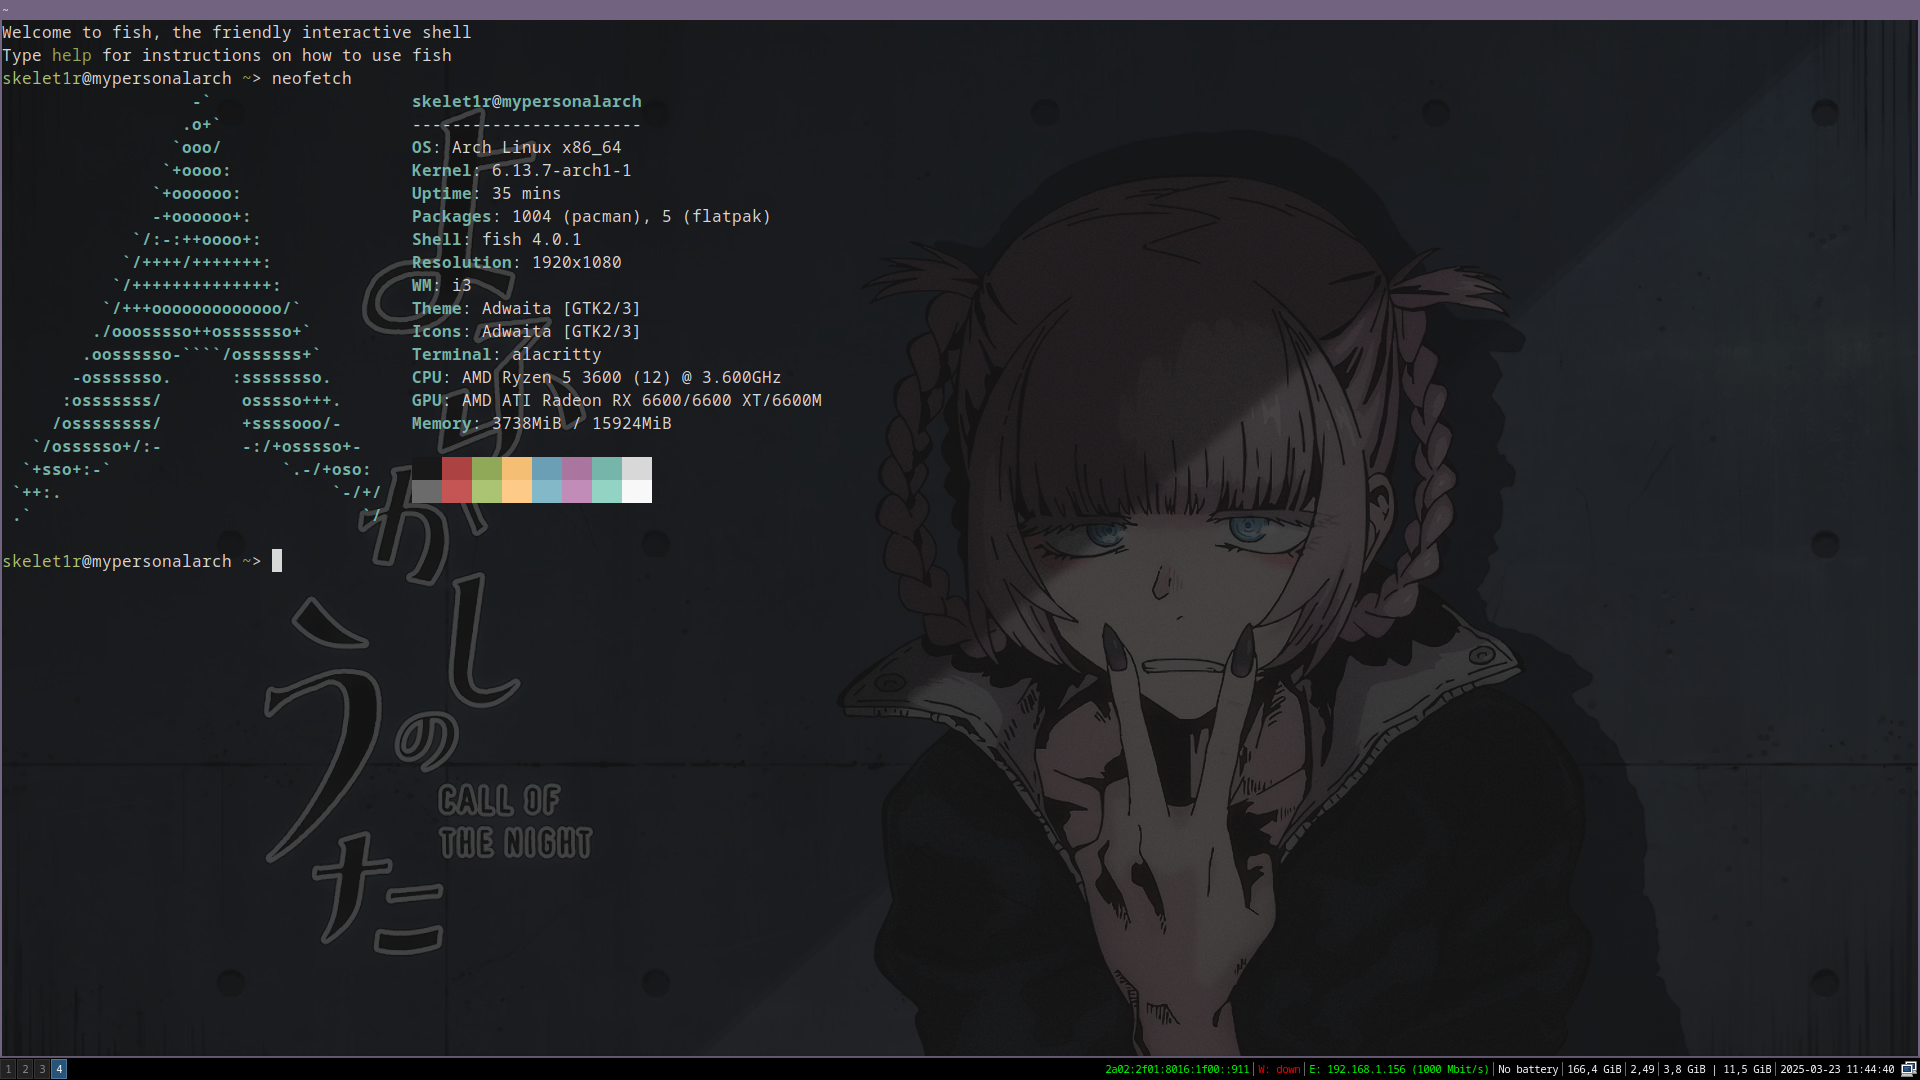 ~
Welcome to fish, the friendly interactive shell
Type help for instructions on how to use fish
skelet1r@mypersonalarch ~> neofetch
                   -`
                  .o+`
                 `ooo/
                `+oooo:
               `+oooooo:
               -+oooooo+:
             `/:-:++oooo+:
            `/++++/+++++++:
           `/++++++++++++++:
          `/+++ooooooooooooo/`
         ./ooosssso++osssssso+`
        .oossssso-````/ossssss+`
       -osssssso.      :ssssssso.
      :osssssss/        osssso+++.
     /ossssssss/        +ssssooo/-
   `/ossssso+/:-        -:/+osssso+-
  `+sso+:-`                 `.-/+oso:
 `++:.                           `-/+/
 .`                                 `/
skelet1r@mypersonalarch
-----------------------
OS: Arch Linux x86_64
Kernel: 6.13.7-arch1-1
Uptime: 35 mins
Packages: 1004 (pacman), 5 (flatpak)
Shell: fish 4.0.1
Resolution: 1920x1080
WM: i3
Theme: Adwaita [GTK2/3]
Icons: Adwaita [GTK2/3]
Terminal: alacritty
CPU: AMD Ryzen 5 3600 (12) @ 3.600GHz
GPU: AMD ATI Radeon RX 6600/6600 XT/6600M
Memory: 3738MiB / 15924MiB
skelet1r@mypersonalarch ~>
よふかしのうた
CALL OF
THE NIGHT
1 2 3 4
2a02:2f01:8016:1f00::911 | W: down | E: 192.168.1.156 (1000 Mbit/s) | No battery | 166,4 GiB | 2,49 | 3,8 GiB | 11,5 GiB | 2025-03-23 11:44:40